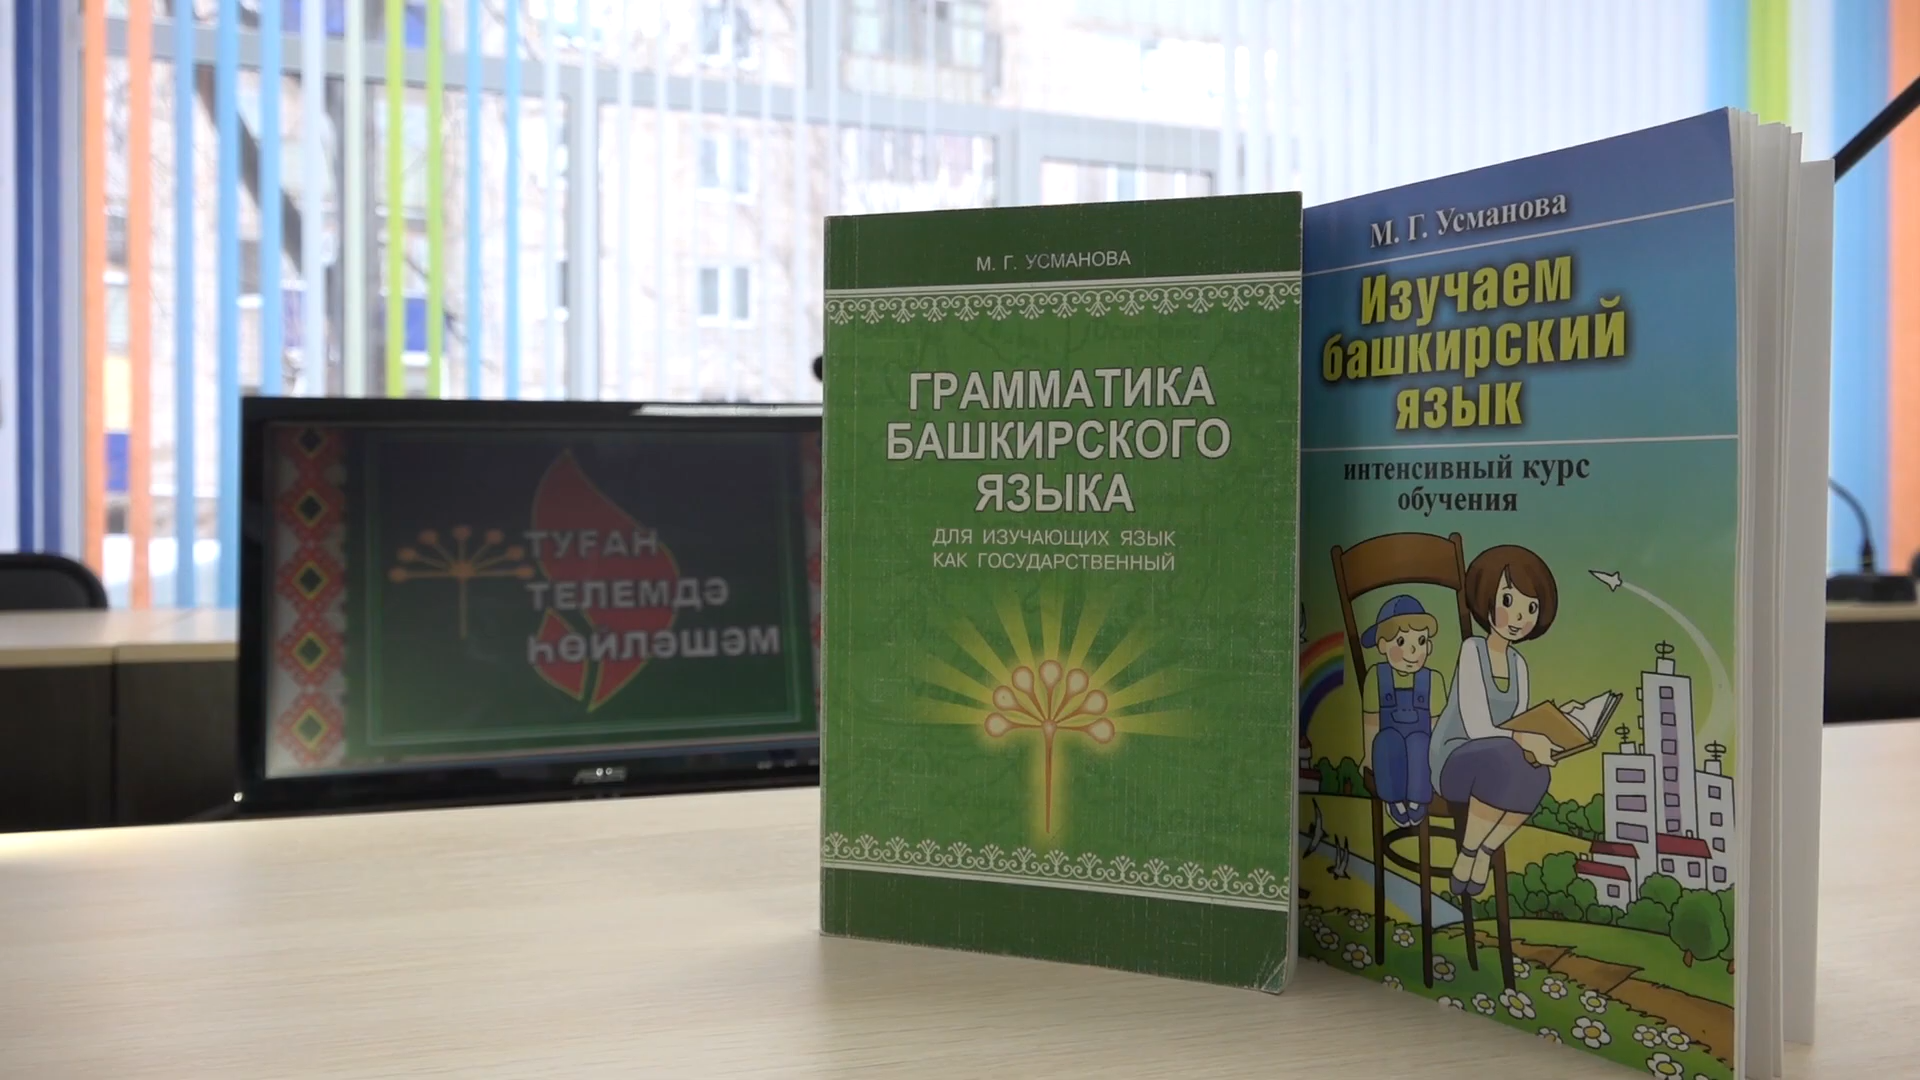 ТУҒАН
ТЕЛЕМДӘ
ҺӨЙЛӘШӘМ
М. Г. УСМАНОВА
ГРАММАТИКА
БАШКИРСКОГО
ЯЗЫКА
ДЛЯ ИЗУЧАЮЩИХ ЯЗЫК
КАК ГОСУДАРСТВЕННЫЙ
М. Г. Усманова
Изучаем
башкирский
язык
интенсивный курс
обучения